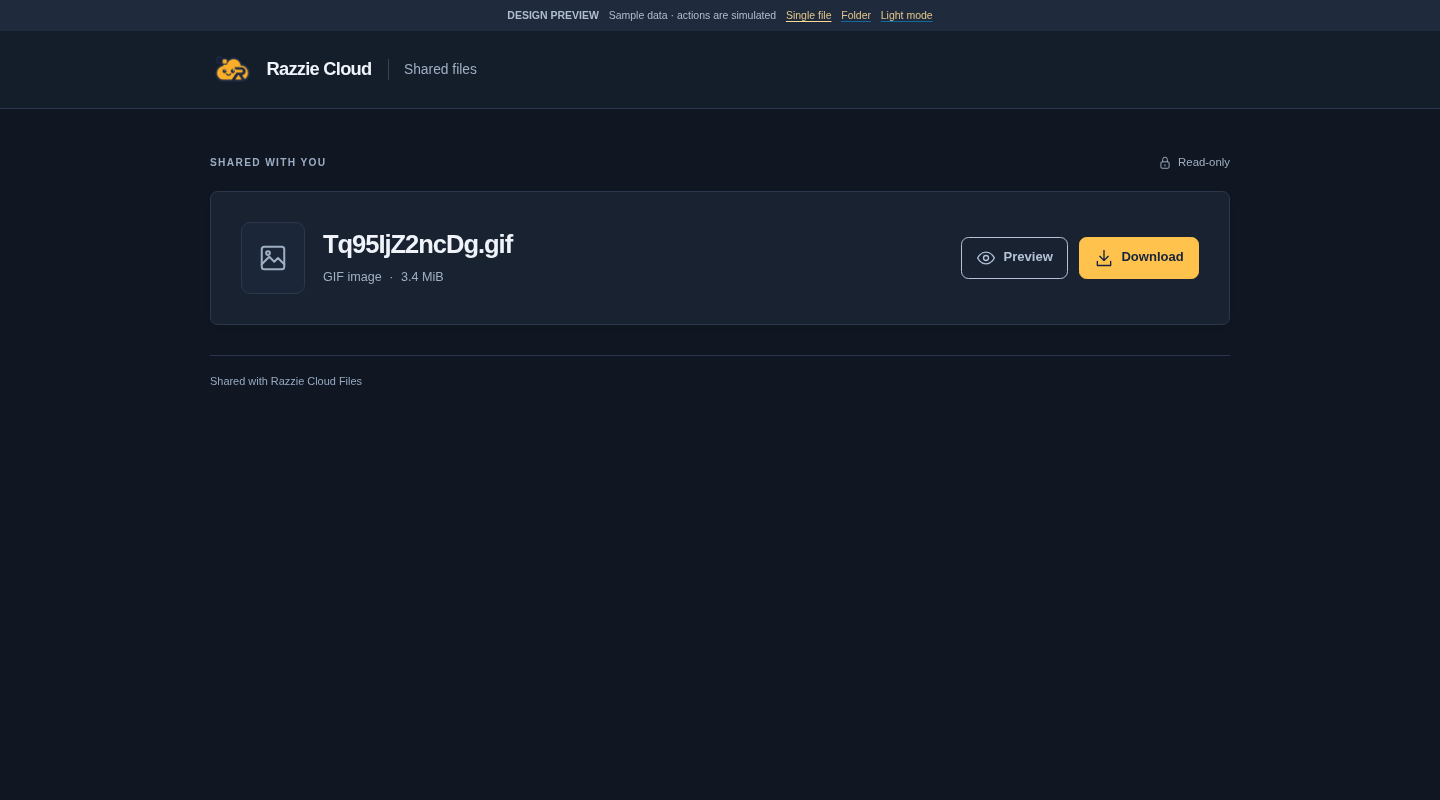 DESIGN PREVIEW Sample data · actions are simulated Single file Folder Light mode
Razzie Cloud Shared files
SHARED WITH YOU Read-only
Tq95IjZ2ncDg.gif
GIF image · 3.4 MiB
Preview Download
Shared with Razzie Cloud Files